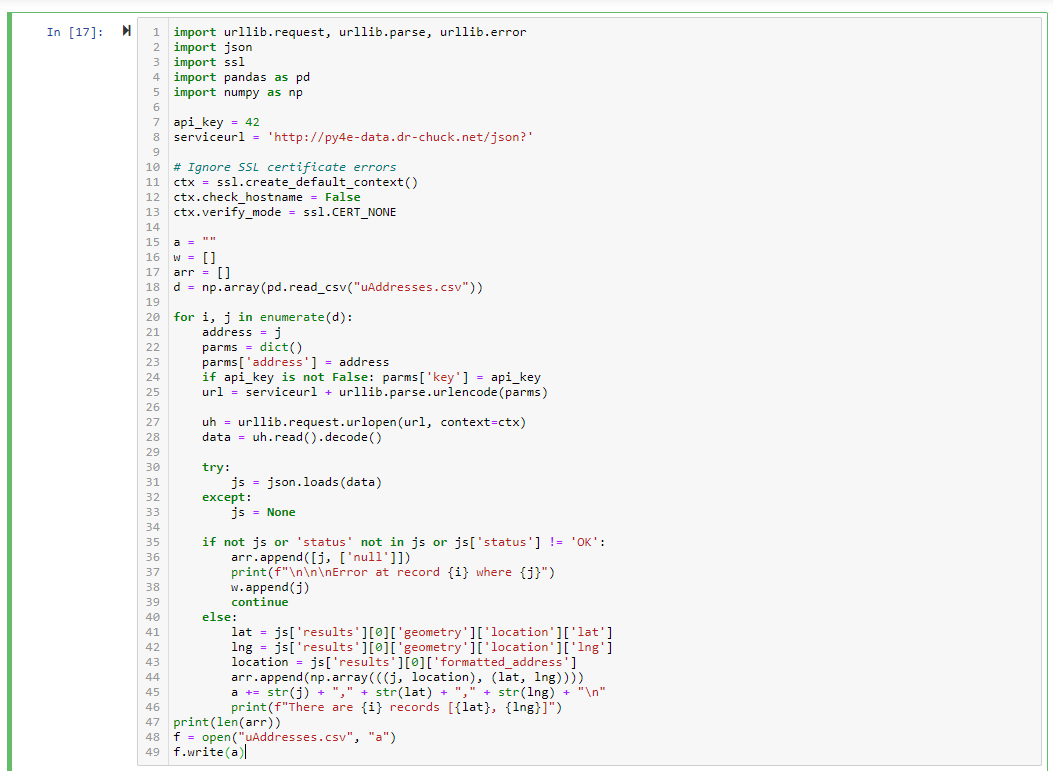 In [17]:
1 import urllib.request, urllib.parse, urllib.error
2 import json
3 import ssl
4 import pandas as pd
5 import numpy as np
6
7 api_key = 42
8 serviceurl = 'http://py4e-data.dr-chuck.net/json?'
9
10 # Ignore SSL certificate errors
11 ctx = ssl.create_default_context()
12 ctx.check_hostname = False
13 ctx.verify_mode = ssl.CERT_NONE
14
15 a = ""
16 w = []
17 arr = []
18 d = np.array(pd.read_csv("uAddresses.csv"))
19
20 for i, j in enumerate(d):
21     address = j
22     parms = dict()
23     parms['address'] = address
24     if api_key is not False: parms['key'] = api_key
25     url = serviceurl + urllib.parse.urlencode(parms)
26
27     uh = urllib.request.urlopen(url, context=ctx)
28     data = uh.read().decode()
29
30     try:
31         js = json.loads(data)
32     except:
33         js = None
34
35     if not js or 'status' not in js or js['status'] != 'OK':
36         arr.append([j, ['null']])
37         print(f"\n\n\nError at record {i} where {j}")
38         w.append(j)
39         continue
40     else:
41         lat = js['results'][0]['geometry']['location']['lat']
42         lng = js['results'][0]['geometry']['location']['lng']
43         location = js['results'][0]['formatted_address']
44         arr.append(np.array(((j, location), (lat, lng))))
45         a += str(j) + "," + str(lat) + "," + str(lng) + "\n"
46         print(f"There are {i} records [{lat}, {lng}]")
47 print(len(arr))
48 f = open("uAddresses.csv", "a")
49 f.write(a)